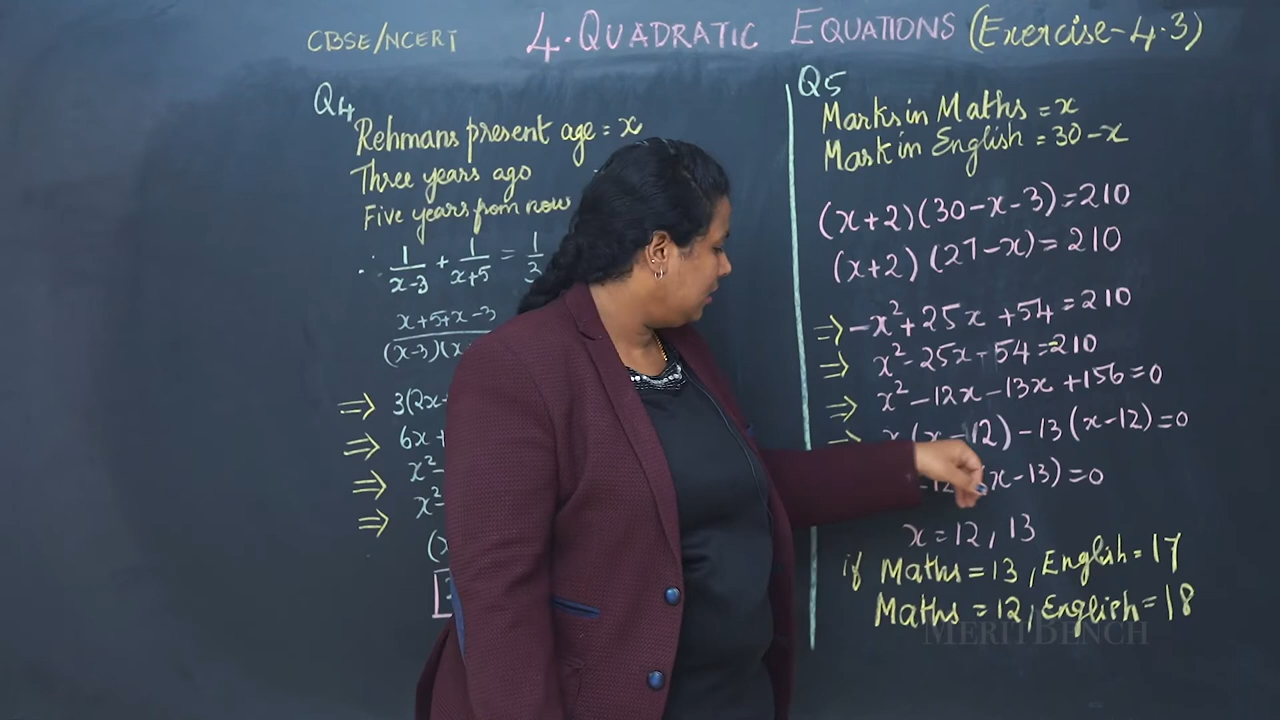 CBSE/NCERT 4. QUADRATIC EQUATIONS (Exercise-4.3)
Q4
Rehmans present age = x
Three years ago
Five years from now
∴ 1/(x-3) + 1/(x+5) = 1/3
x+5+x-3
(x-3)(x
⇒ 3(2x
⇒ 6x+
⇒ x²-
⇒ x²-
(x
Q5
Marks in Maths = x
Mark in English = 30-x
(x+2)(30-x-3)=210
(x+2)(27-x)=210
⇒ -x²+25x+54=210
⇒ x²-25x-54=210
⇒ x²-12x-13x+156=0
⇒ x(x-12)-13(x-12)=0
-12 (x-13)=0
x=12, 13
if Maths=13, English=17
Maths=12, English=18
MERITBENCH